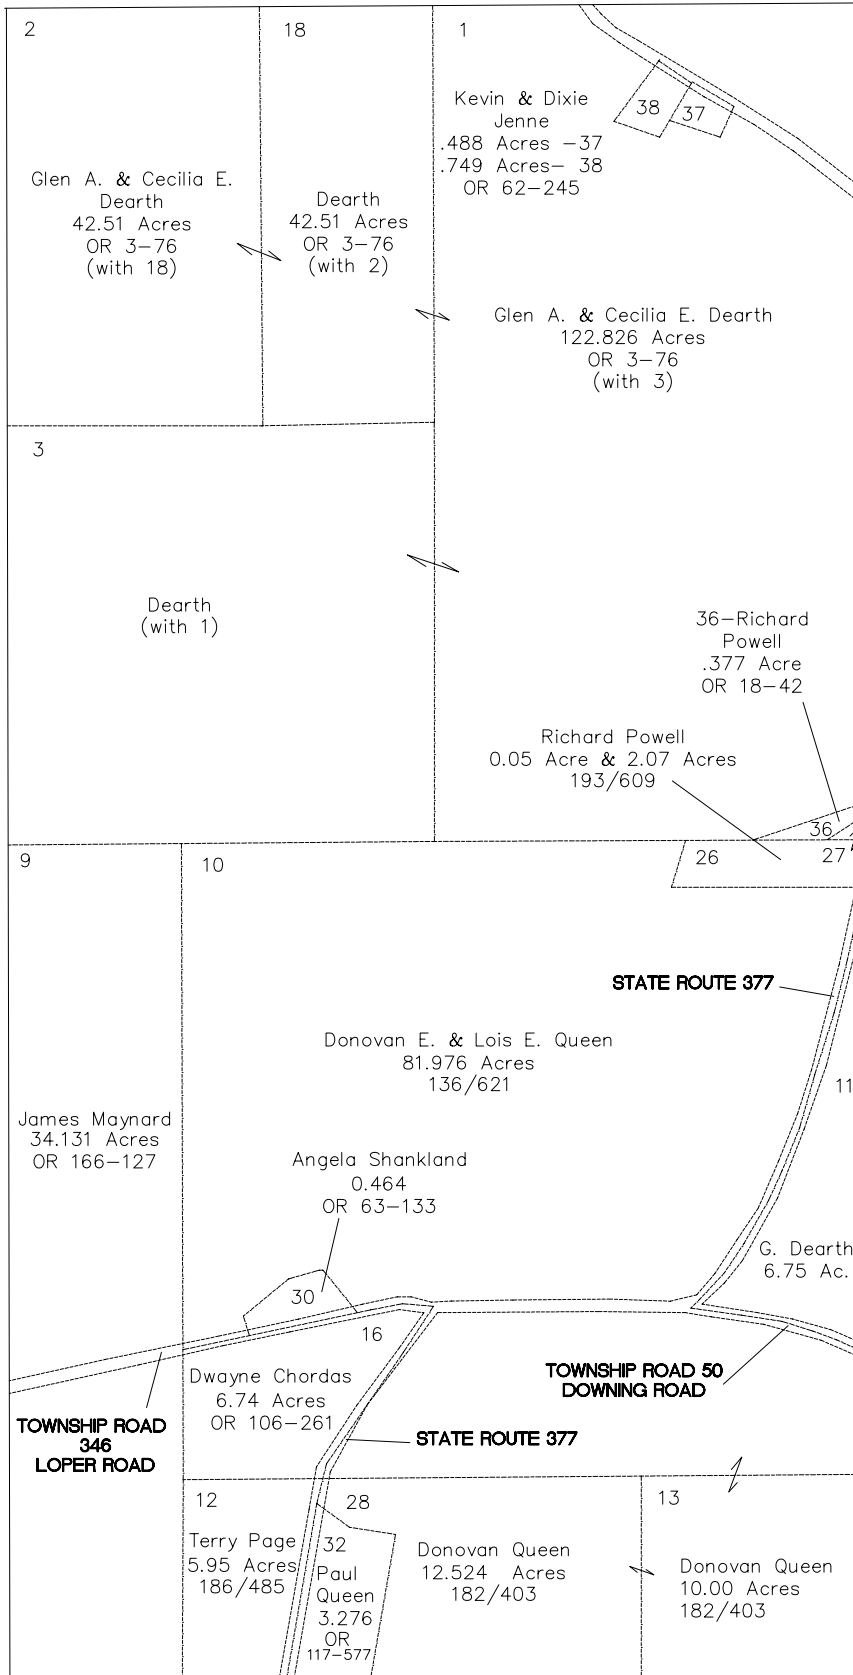 2
18
1
Kevin & Dixie
Jenne
.488 Acres -37
.749 Acres- 38
OR 62-245
38
37
Glen A. & Cecilia E.
Dearth
42.51 Acres
OR 3-76
(with 18)
Dearth
42.51 Acres
OR 3-76
(with 2)
Glen A. & Cecilia E. Dearth
122.826 Acres
OR 3-76
(with 3)
3
Dearth
(with 1)
36-Richard
Powell
.377 Acre
OR 18-42
Richard Powell
0.05 Acre & 2.07 Acres
193/609
36
9
10
26
27
STATE ROUTE 377
Donovan E. & Lois E. Queen
81.976 Acres
136/621
11
James Maynard
34.131 Acres
OR 166-127
Angela Shankland
0.464
OR 63-133
G. Dearth
6.75 Ac.
30
16
Dwayne Chordas
6.74 Acres
OR 106-261
TOWNSHIP ROAD 50
DOWNING ROAD
TOWNSHIP ROAD
346
LOPER ROAD
STATE ROUTE 377
12
28
13
Terry Page
5.95 Acres
186/485
32
Paul
Queen
3.276
OR
117-577
Donovan Queen
12.524 Acres
182/403
Donovan Queen
10.00 Acres
182/403